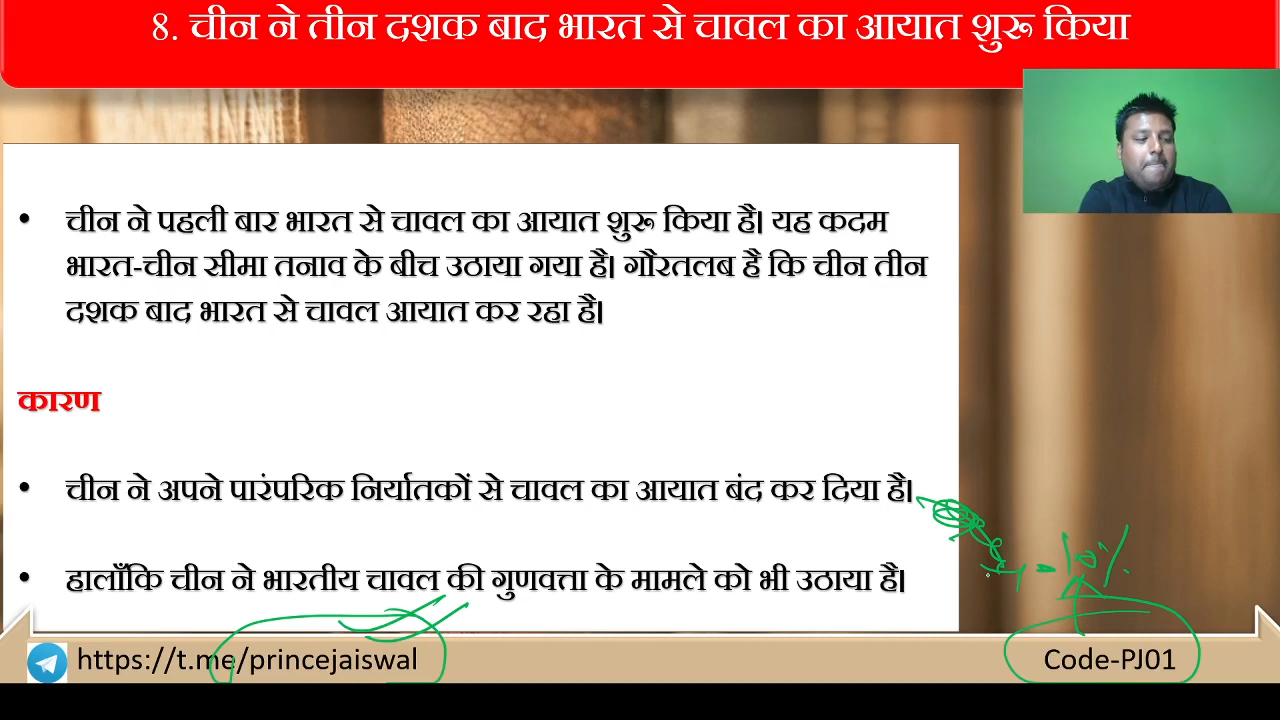 8. चीन ने तीन दशक बाद भारत से चावल का आयात शुरू किया
• चीन ने पहली बार भारत से चावल का आयात शुरू किया है। यह कदम
भारत-चीन सीमा तनाव के बीच उठाया गया है। गौरतलब है कि चीन तीन
दशक बाद भारत से चावल आयात कर रहा है।
कारण
• चीन ने अपने पारंपरिक निर्यातकों से चावल का आयात बंद कर दिया है।
10%
• हालाँकि चीन ने भारतीय चावल की गुणवत्ता के मामले को भी उठाया है।
https://t.me/princejaiswal
Code-PJ01